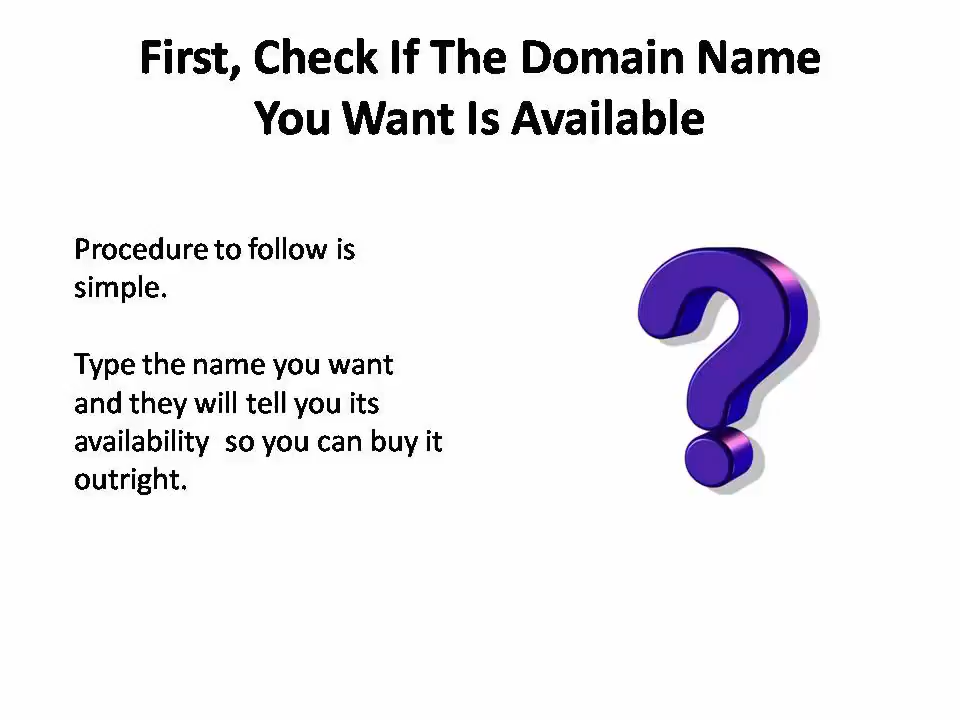 First, Check If The Domain Name
You Want Is Available
Procedure to follow is
simple.
Type the name you want
and they will tell you its
availability  so you can buy it
outright.